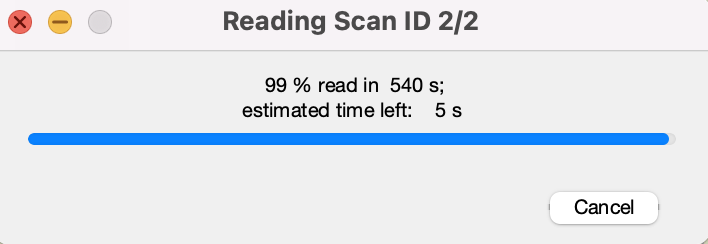 Reading Scan ID 2/2
99 % read in 540 s;
estimated time left: 5 s
Cancel